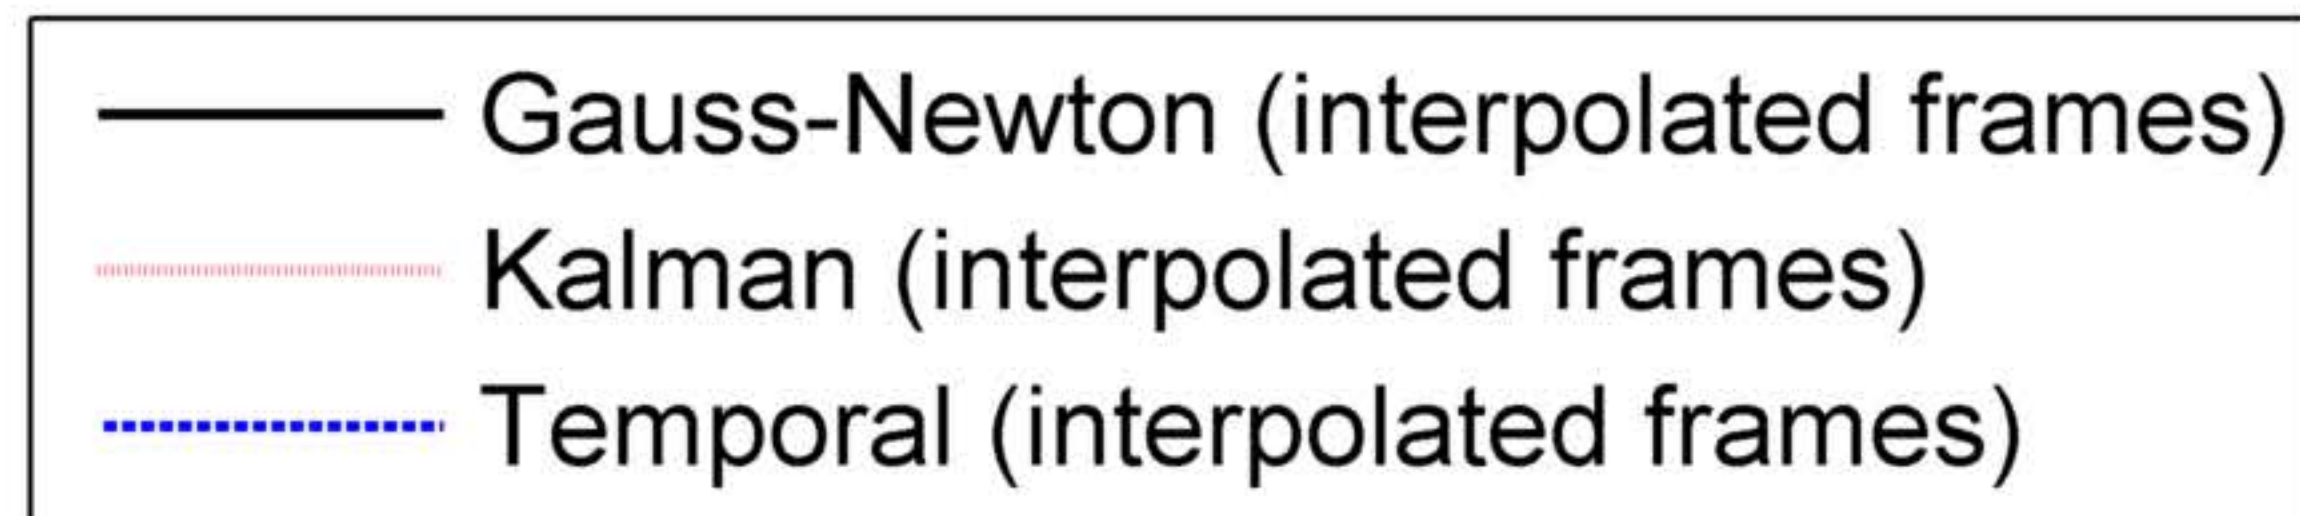 Gauss-Newton (interpolated frames)
Kalman (interpolated frames)
Temporal (interpolated frames)